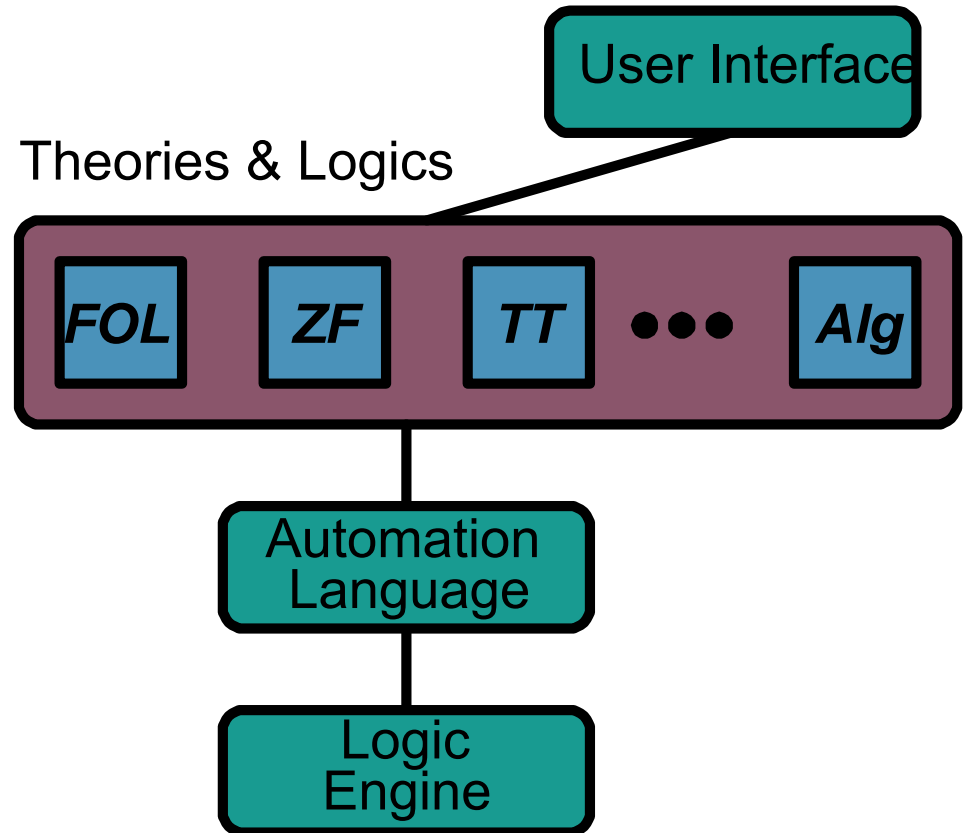 User Interface
Theories & Logics
FOL ZF TT ●●● Alg
Automation
Language
Logic
Engine